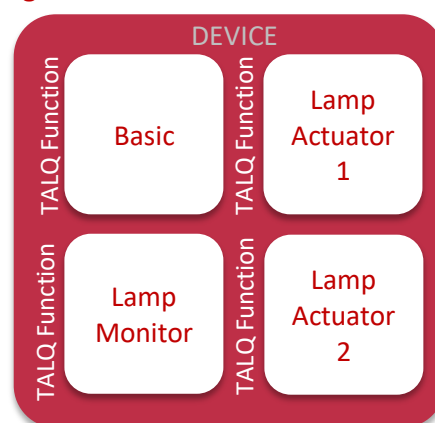 DEVICE
TALQ Function
Basic
TALQ Function
Lamp
Actuator
1
TALQ Function
Lamp
Monitor
TALQ Function
Lamp
Actuator
2